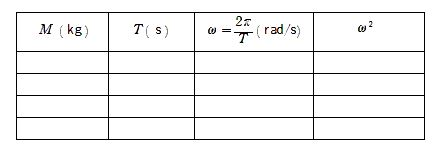 M ( kg ) T ( s ) ω = 2π/T ( rad/s) ω²